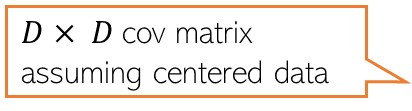 D × D cov matrix
assuming centered data